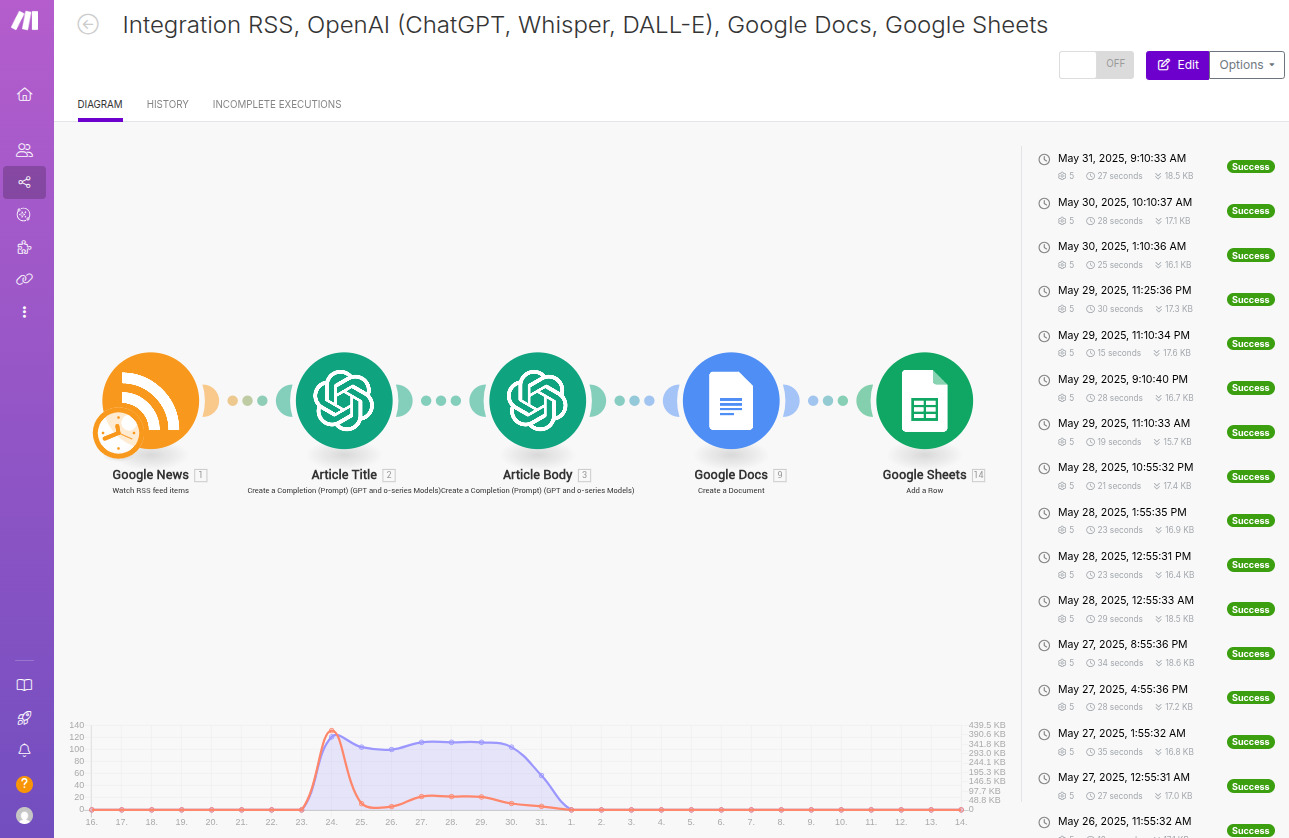 Integration RSS, OpenAI (ChatGPT, Whisper, DALL-E), Google Docs, Google Sheets
OFF
Edit
Options
DIAGRAM
HISTORY
INCOMPLETE EXECUTIONS
Google News 1
Watch RSS feed items
Article Title 2
Create a Completion (Prompt) (GPT and o-series Models)
Article Body 3
Create a Completion (Prompt) (GPT and o-series Models)
Google Docs 9
Create a Document
Google Sheets 14
Add a Row
May 31, 2025, 9:10:33 AM
5 27 seconds 18.5 KB
Success
May 30, 2025, 10:10:37 AM
5 28 seconds 17.1 KB
Success
May 30, 2025, 1:10:36 AM
5 25 seconds 16.1 KB
Success
May 29, 2025, 11:25:36 PM
5 30 seconds 17.3 KB
Success
May 29, 2025, 11:10:34 PM
5 15 seconds 17.6 KB
Success
May 29, 2025, 9:10:40 PM
5 28 seconds 16.7 KB
Success
May 29, 2025, 11:10:33 AM
5 19 seconds 15.7 KB
Success
May 28, 2025, 10:55:32 PM
5 21 seconds 17.4 KB
Success
May 28, 2025, 1:55:35 PM
5 23 seconds 16.9 KB
Success
May 28, 2025, 12:55:31 PM
5 23 seconds 16.4 KB
Success
May 28, 2025, 12:55:33 AM
5 29 seconds 18.5 KB
Success
May 27, 2025, 8:55:36 PM
5 34 seconds 18.6 KB
Success
May 27, 2025, 4:55:36 PM
5 28 seconds 17.2 KB
Success
May 27, 2025, 1:55:32 AM
5 35 seconds 16.8 KB
Success
May 27, 2025, 12:55:31 AM
5 27 seconds 17.0 KB
Success
May 26, 2025, 11:55:32 AM
Success
140
120
100
80
60
40
20
0
439.5 KB
390.6 KB
341.8 KB
293.0 KB
244.1 KB
195.3 KB
146.5 KB
97.7 KB
48.8 KB
0
16. 17. 18. 19. 20. 21. 22. 23. 24. 25. 26. 27. 28. 29. 30. 31. 1. 2. 3. 4. 5. 6. 7. 8. 9. 10. 11. 12. 13. 14.
?